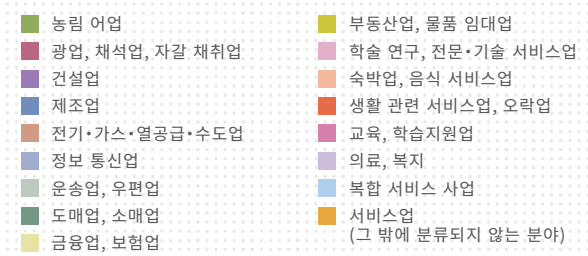 농림 어업
광업, 채석업, 자갈 채취업
건설업
제조업
전기･가스･열공급･수도업
정보 통신업
운송업, 우편업
도매업, 소매업
금융업, 보험업
부동산업, 물품 임대업
학술 연구, 전문･기술 서비스업
숙박업, 음식 서비스업
생활 관련 서비스업, 오락업
교육, 학습지원업
의료, 복지
복합 서비스 사업
서비스업
(그 밖에 분류되지 않는 분야)